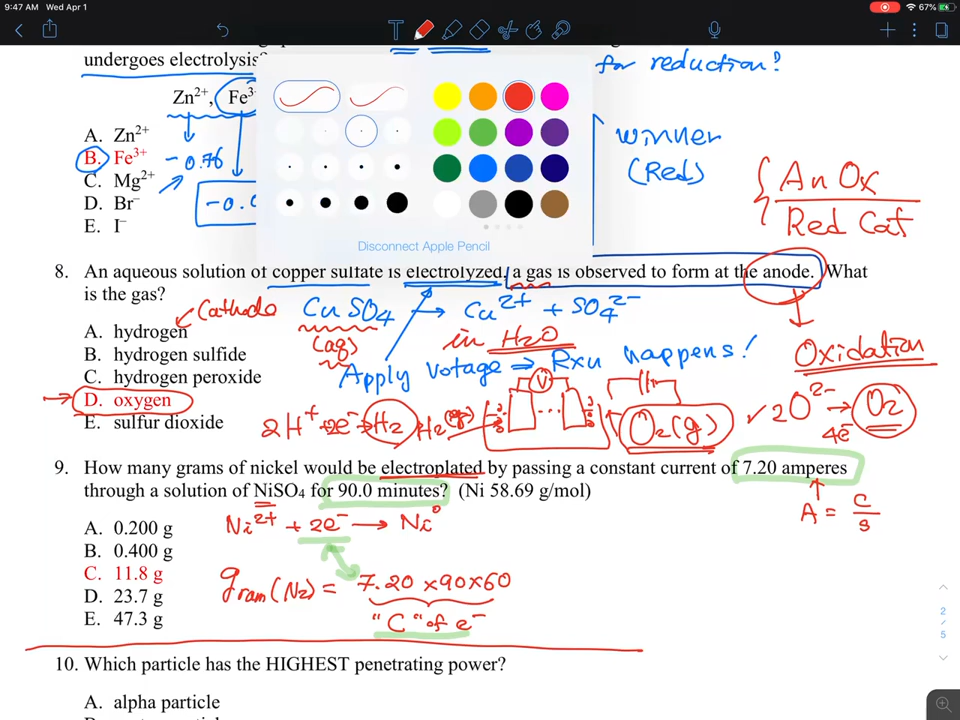 9:47 AM Wed Apr 1
67%
undergoes electrolysis
for reduction?
Zn²⁺, Fe³⁺
A. Zn²⁺
B. Fe³⁺
C. Mg²⁺
D. Br⁻
E. I⁻
-0.76
-0.0
winner
(Red)
An Ox
Red Cat
Disconnect Apple Pencil
8. An aqueous solution of copper sulfate is electrolyzed, a gas is observed to form at the anode. What
is the gas?
A. hydrogen
B. hydrogen sulfide
C. hydrogen peroxide
D. oxygen
E. sulfur dioxide
Cathode
CuSO₄ → Cu²⁺ + SO₄²⁻
(aq)
in H₂O
Apply Votage ⇒ Rxn happens!
Oxidation
2H⁺ +2e⁻ → H₂ H₂(g)
V
O₂(g)
✓ 2O²⁻ → O₂
4e⁻
9. How many grams of nickel would be electroplated by passing a constant current of 7.20 amperes
through a solution of NiSO₄ for 90.0 minutes? (Ni 58.69 g/mol)
A. 0.200 g
B. 0.400 g
C. 11.8 g
D. 23.7 g
E. 47.3 g
Ni²⁺ + 2e⁻ → Ni⁰
A = C/s
gram(Ni) = 7.20 ×90×60
"C" of e⁻
2
/
5
10. Which particle has the HIGHEST penetrating power?
A. alpha particle